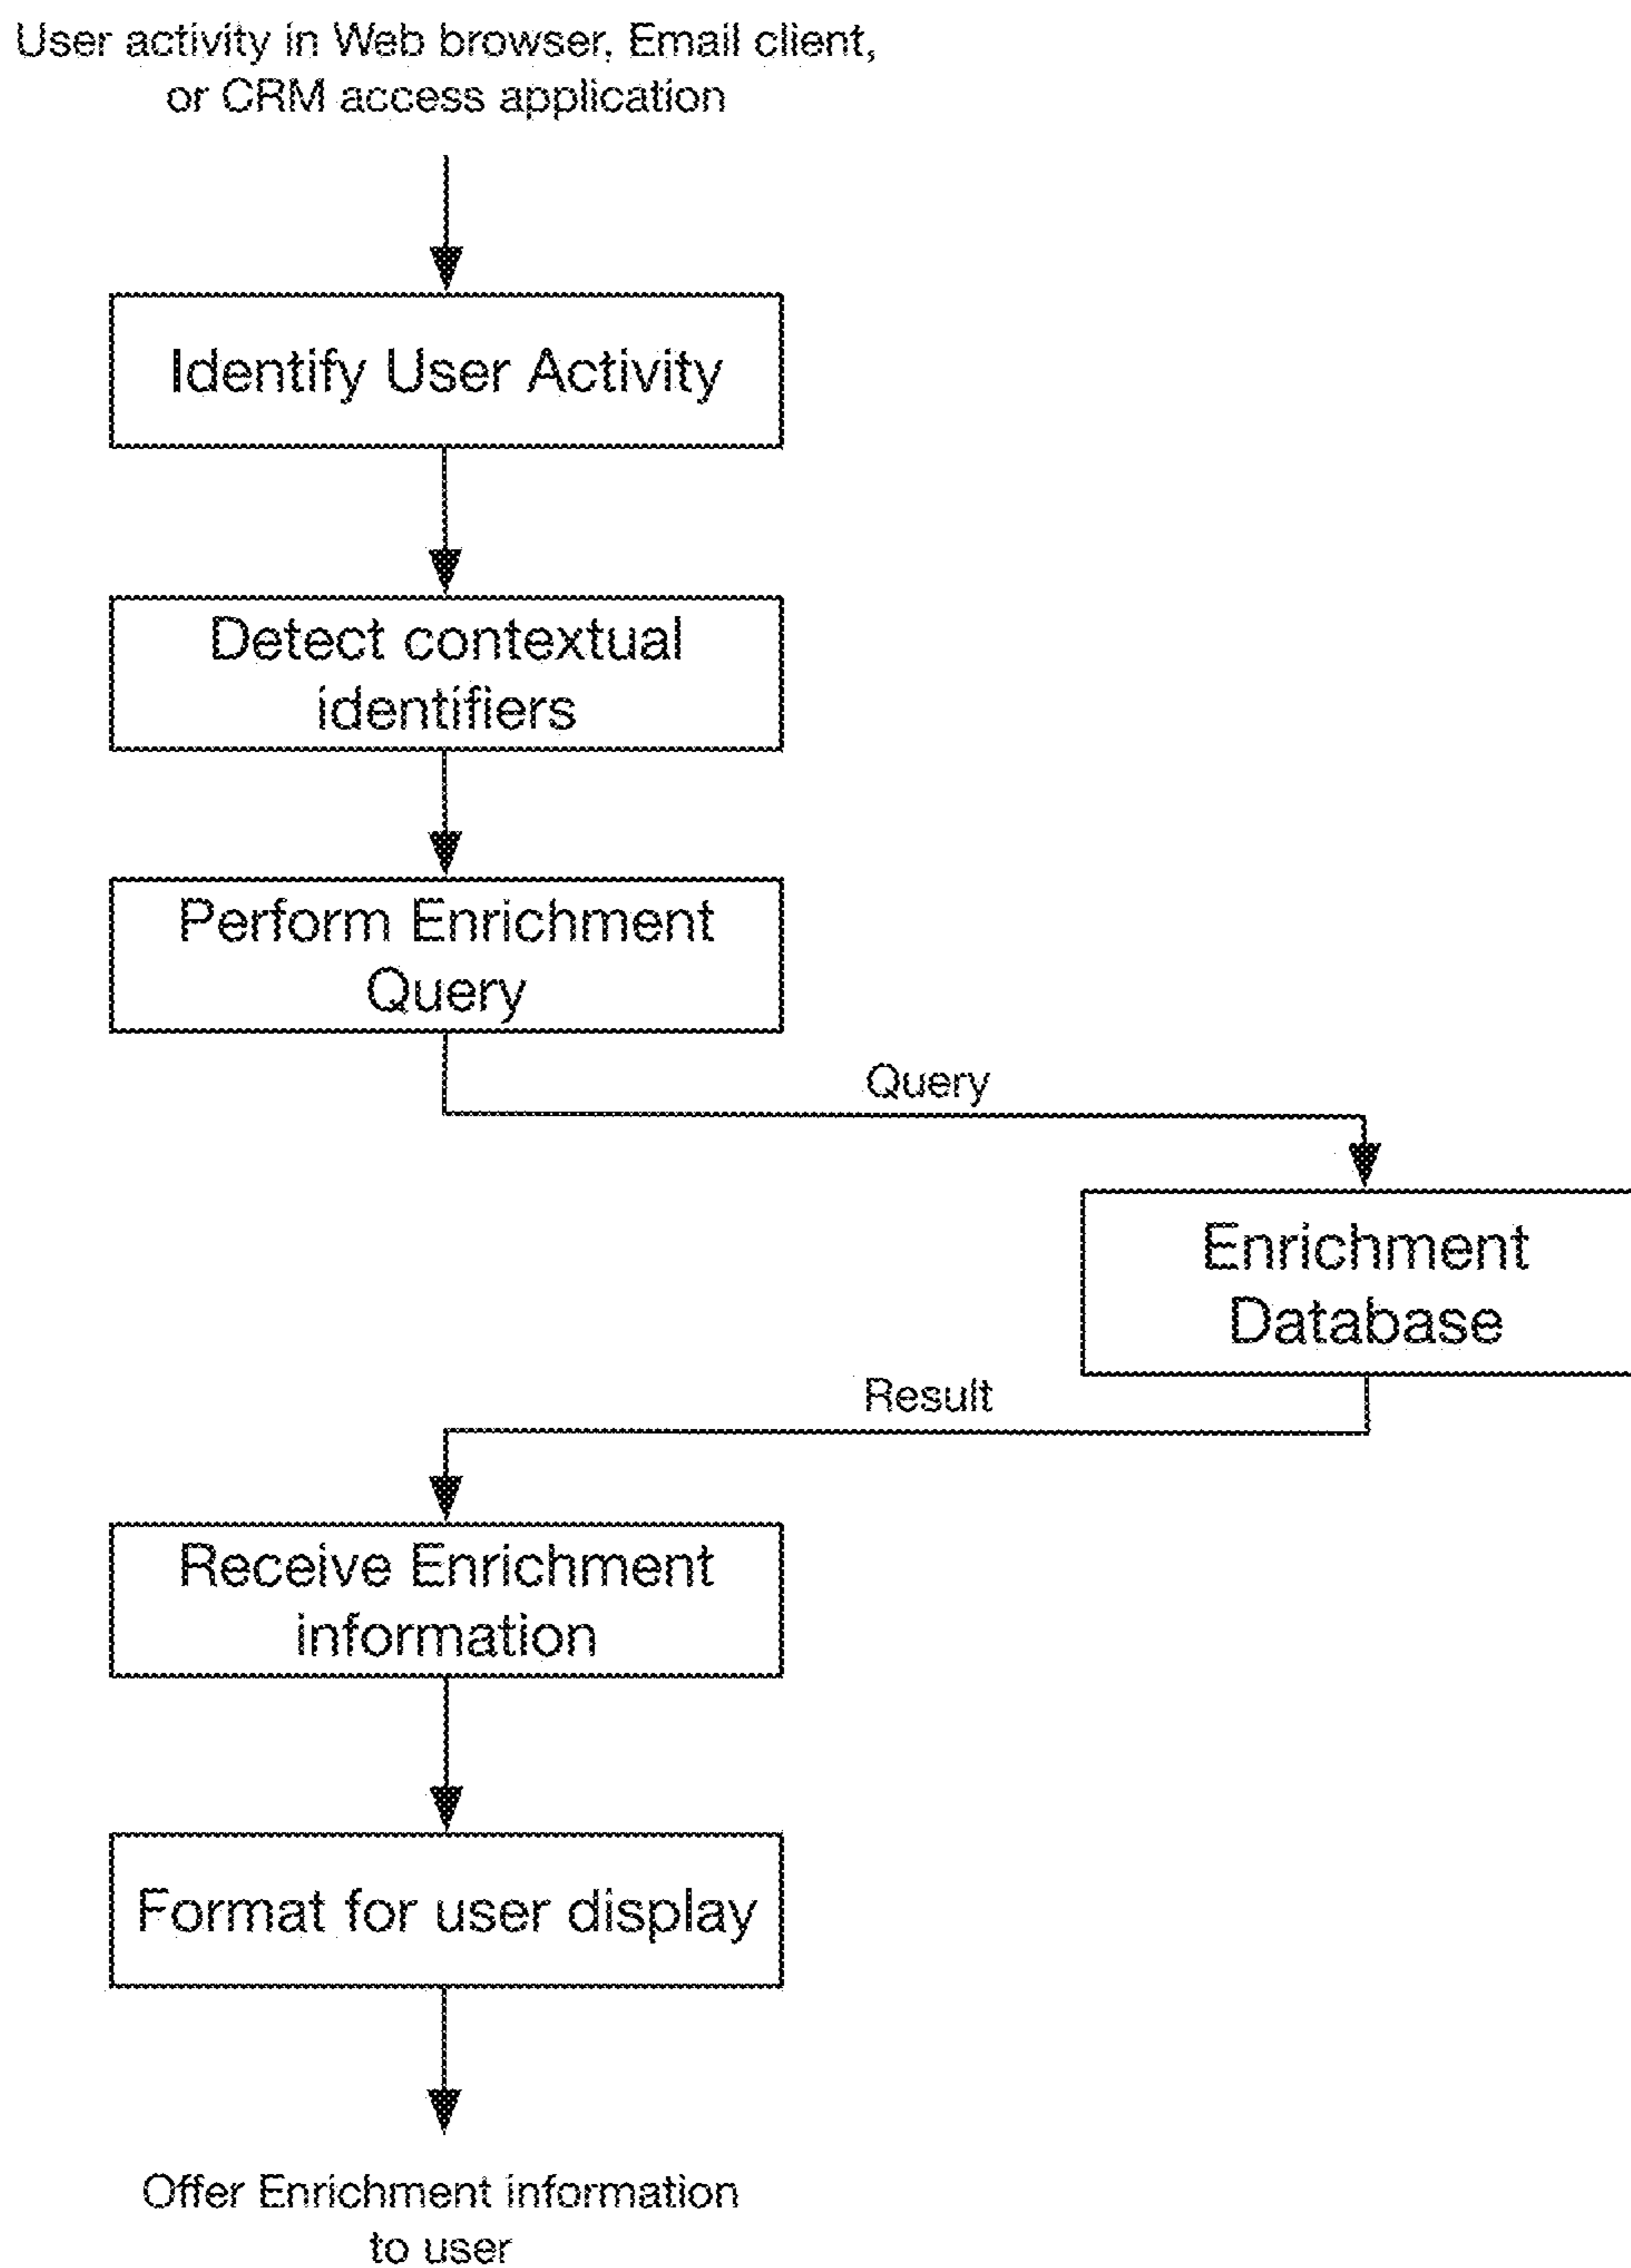 User activity in Web browser, Email client,
or CRM access application
Identify User Activity
Detect contextual
identifiers
Perform Enrichment
Query
Query
Enrichment
Database
Result
Receive Enrichment
information
Format for user display
Offer Enrichment information
to user